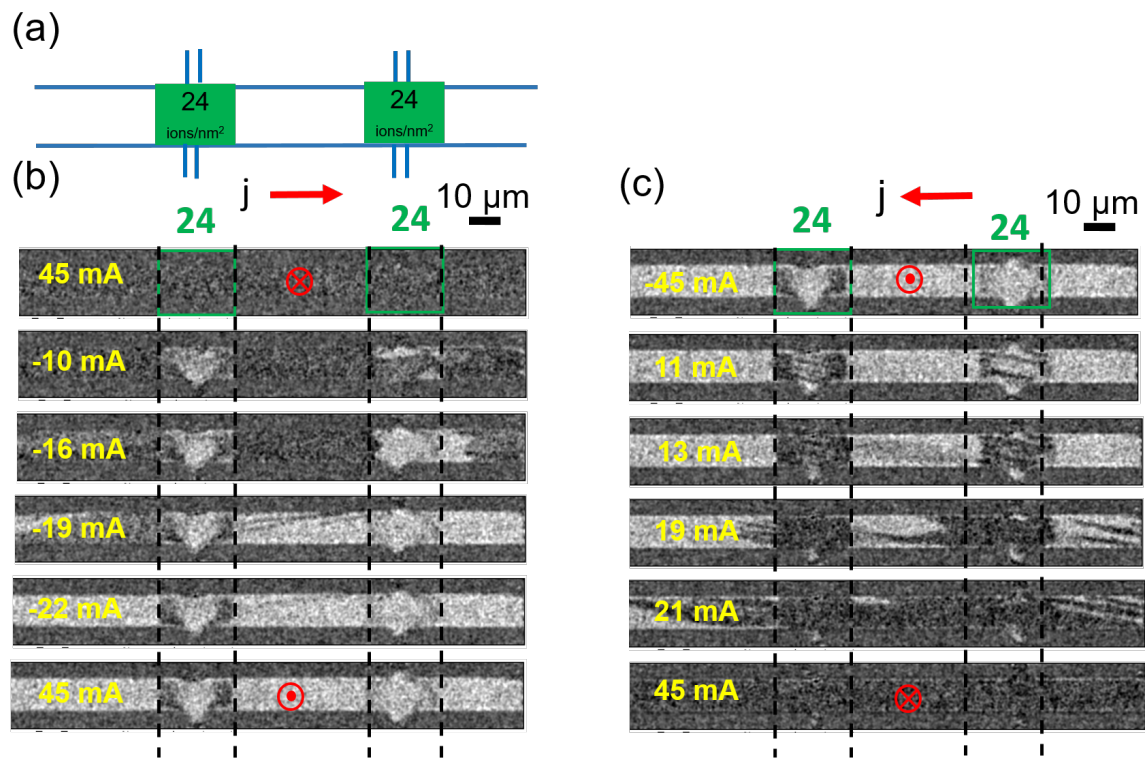 (a)
24
ions/nm²
24
ions/nm²
(b)
j
10 µm
24
24
45 mA
-10 mA
-16 mA
-19 mA
-22 mA
45 mA
(c)
j
10 µm
24
24
-45 mA
11 mA
13 mA
19 mA
21 mA
45 mA